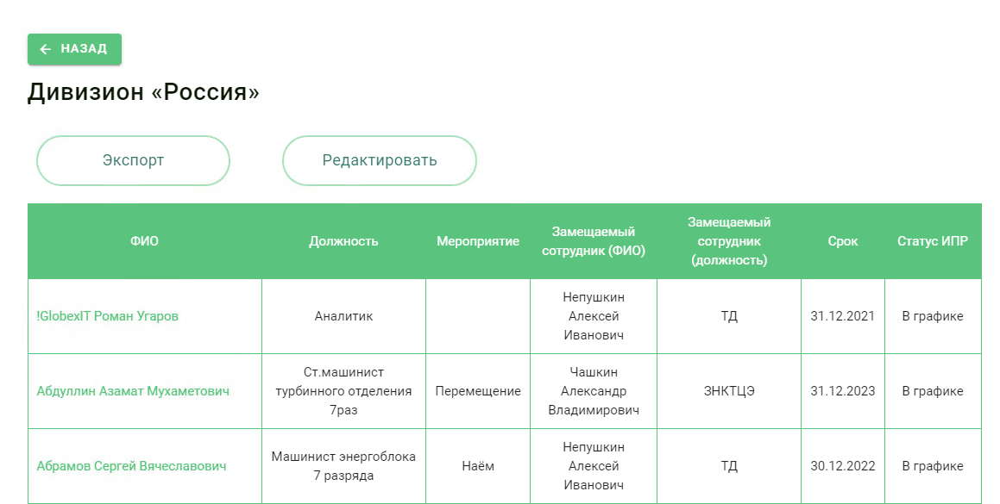 НАЗАД
Дивизион «Россия»
Экспорт
Редактировать
ФИО
Должность
Мероприятие
Замещаемый
сотрудник (ФИО)
Замещаемый
сотрудник
(должность)
Срок
Статус ИПР
!GlobexIT Роман Угаров
Аналитик
Непушкин
Алексей
Иванович
ТД
31.12.2021
В графике
Абдуллин Азамат Мухаметович
Ст.машинист
турбинного отделения
7раз
Перемещение
Чашкин
Александр
Владимирович
ЗНКТЦЭ
31.12.2023
В графике
Абрамов Сергей Вячеславович
Машинист энергоблока
7 разряда
Наём
Непушкин
Алексей
Иванович
ТД
30.12.2022
В графике